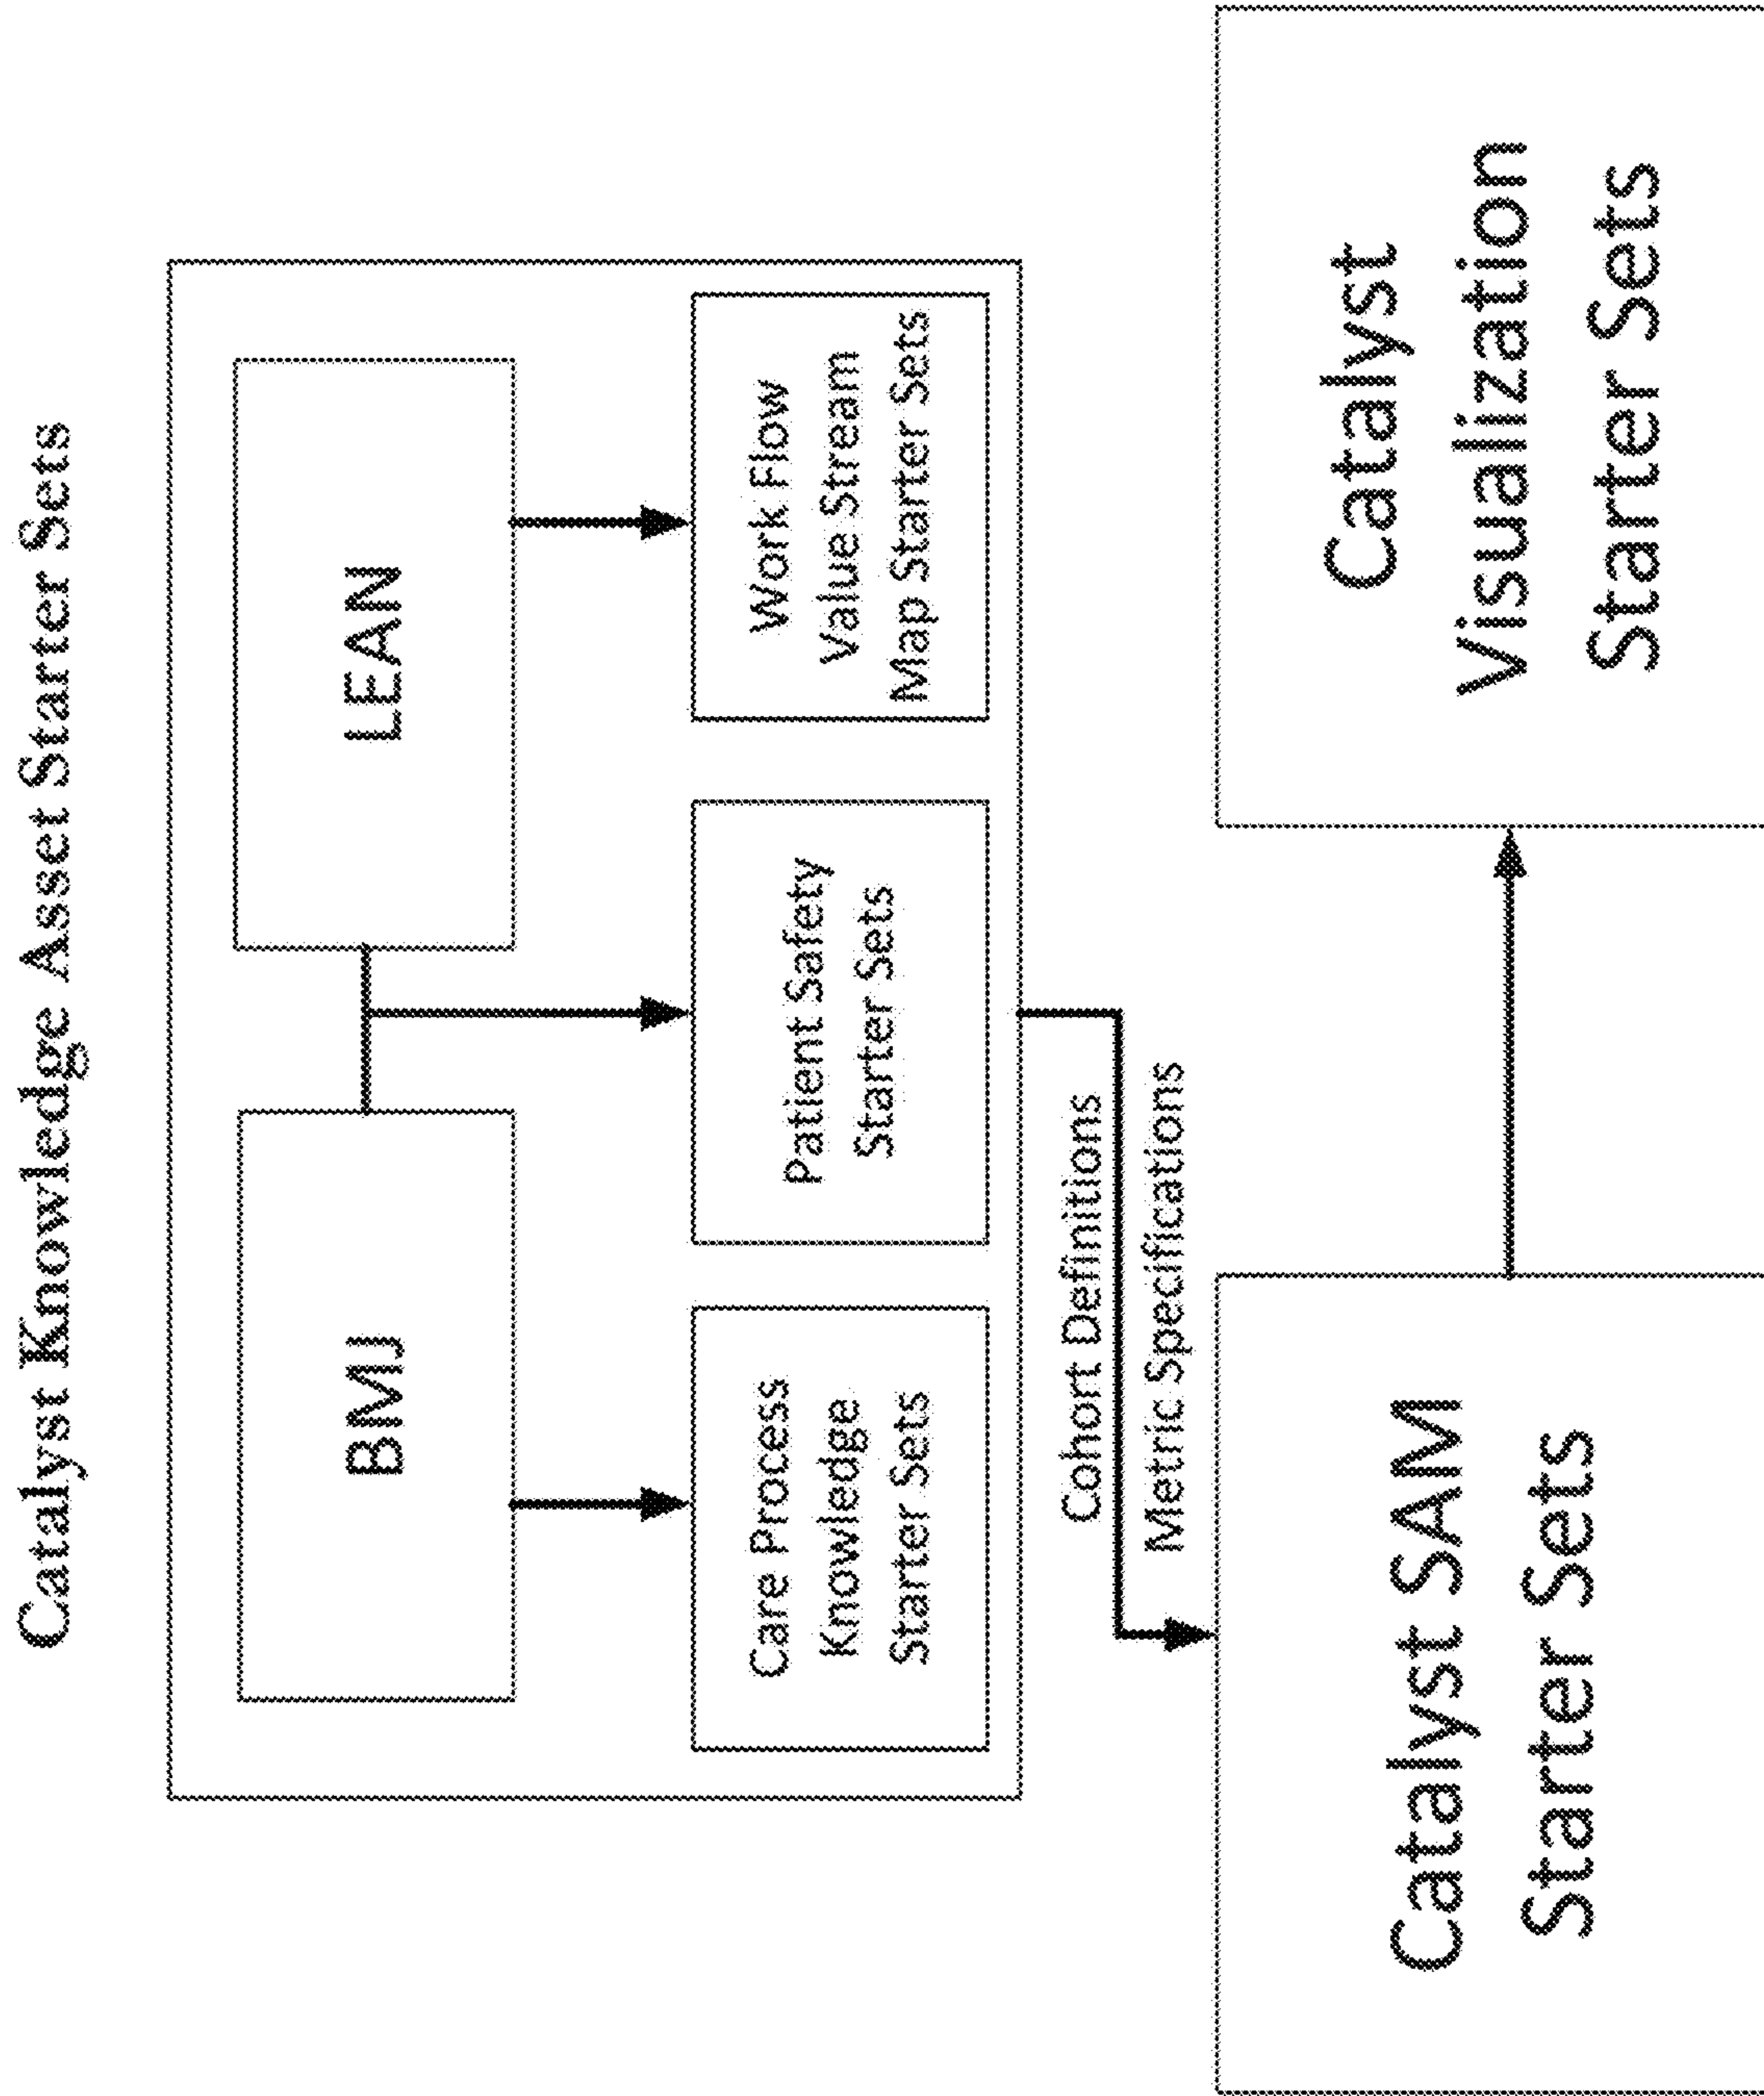 Catalyst Knowledge Asset Starter Sets
BMJ
LEAN
Care Process
Knowledge
Starter Sets
Patient Safety
Starter Sets
Work Flow
Value Stream
Map Starter Sets
Cohort Definitions
Metric Specifications
Catalyst SAM
Starter Sets
Catalyst
Visualization
Starter Sets